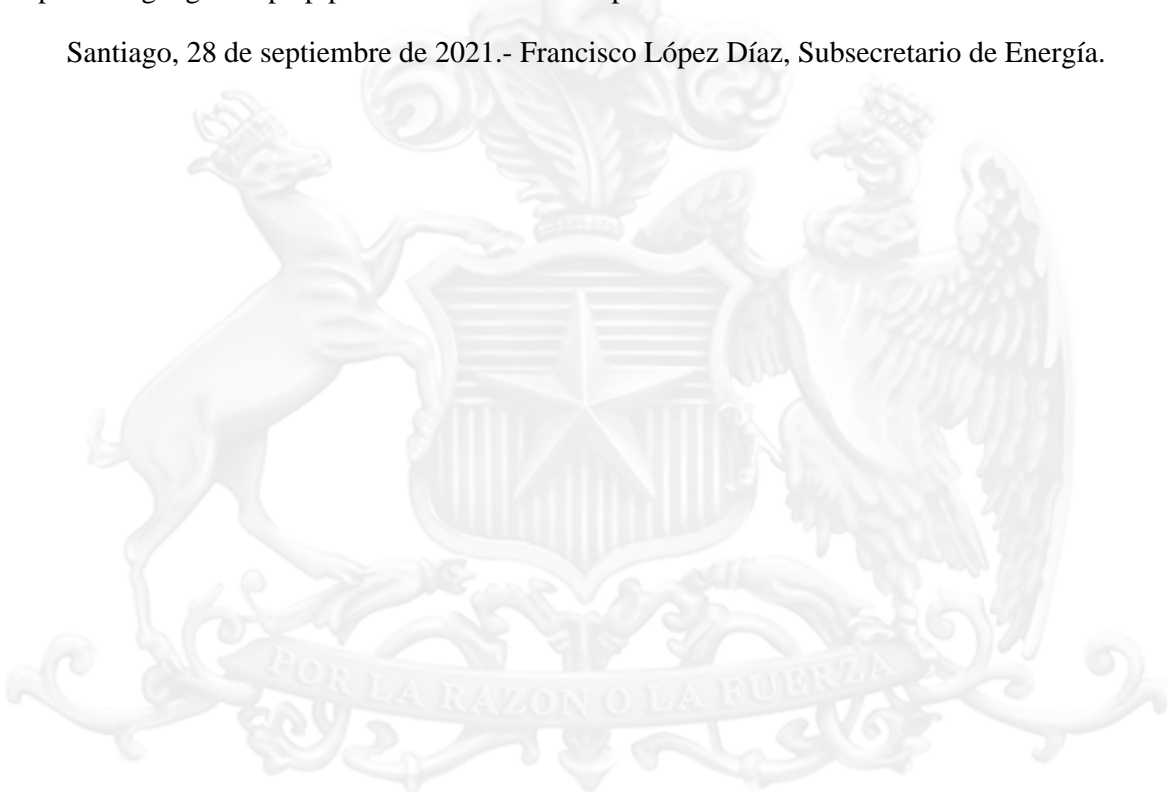 Santiago, 28 de septiembre de 2021.- Francisco López Díaz, Subsecretario de Energía.
POR LA RAZON O LA FUERZA